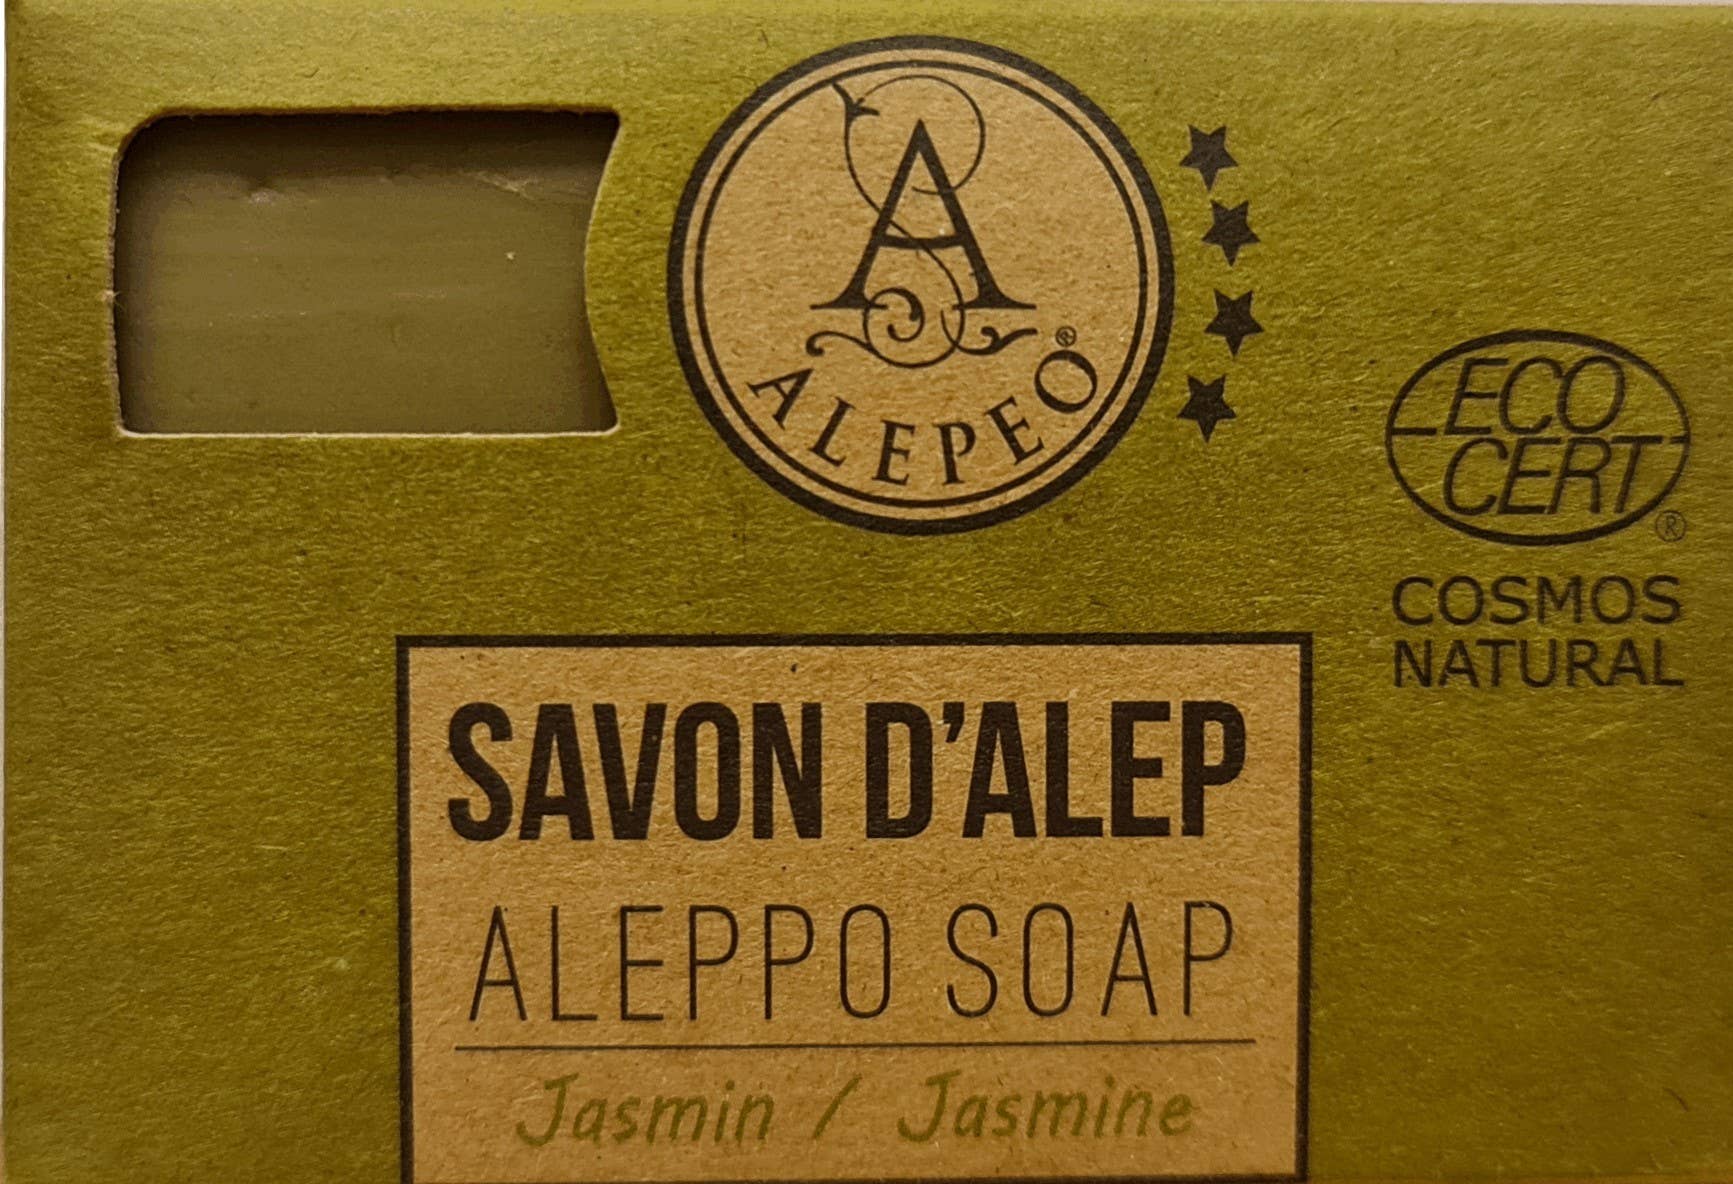 A
ALEPEO®
ECO
CERT®
COSMOS
NATURAL
SAVON D'ALEP
ALEPPO SOAP
Jasmin / Jasmine